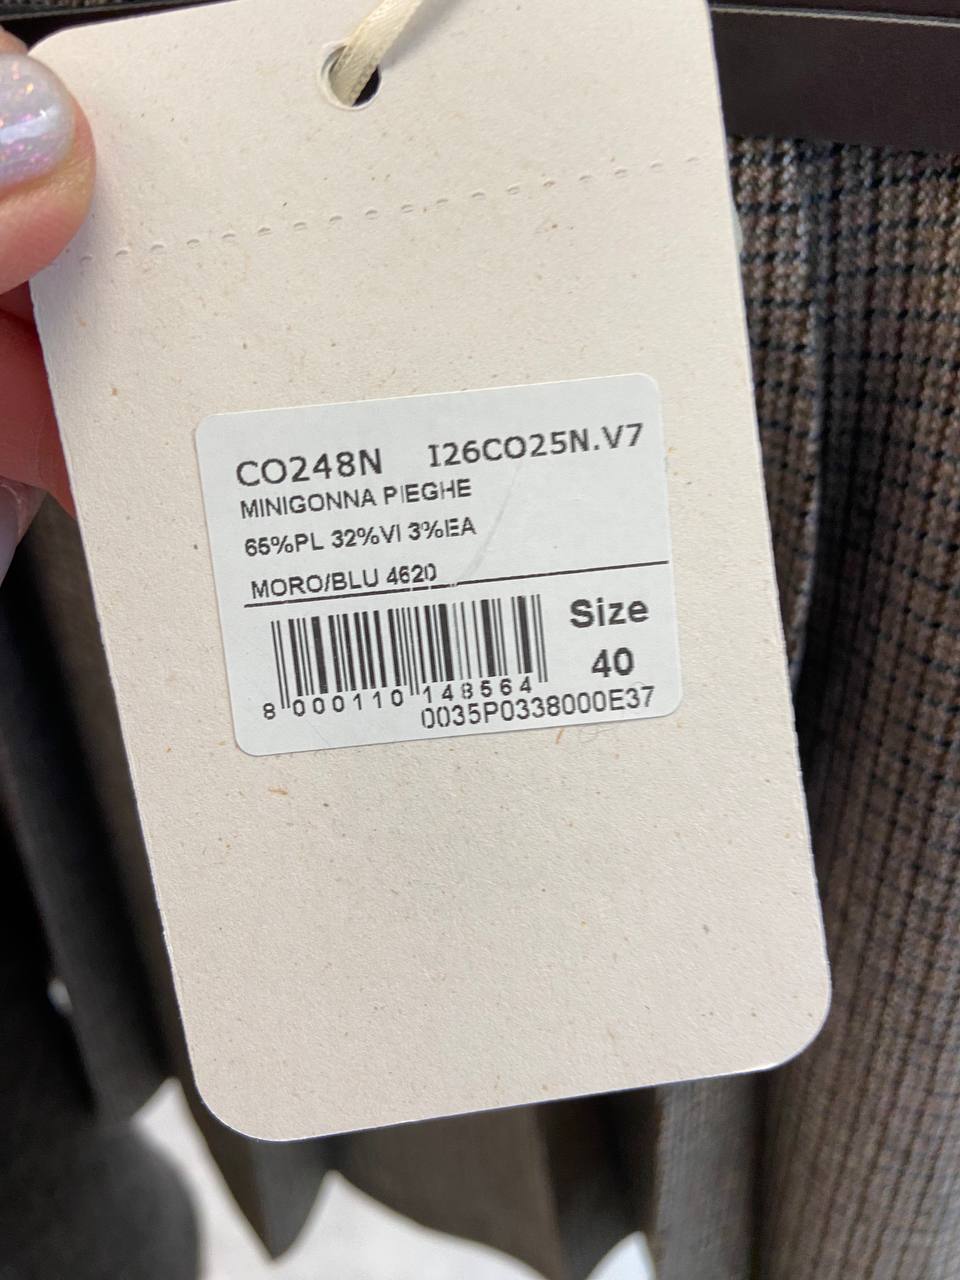 CO248N I26CO25N.V7
MINIGONNA PIEGHE
65%PL 32%VI 3%EA
MORO/BLU 4620
Size
40
8 000110 148564
0035P0338000E37